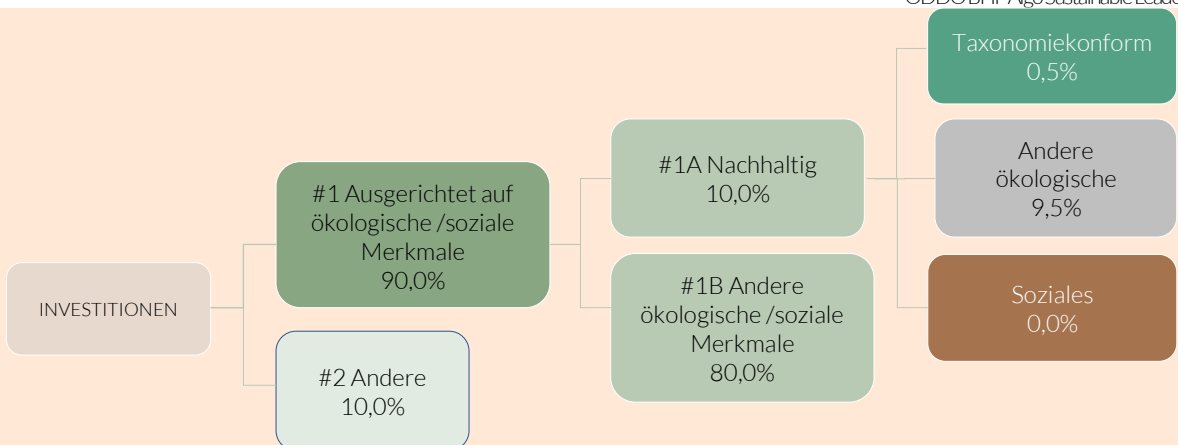 Taxonomiekonform
0,5%
#1A Nachhaltig
10,0%
Andere
ökologische
9,5%
#1 Ausgerichtet auf
ökologische /soziale
Merkmale
90,0%
INVESTITIONEN
#1B Andere
ökologische /soziale
Merkmale
80,0%
Soziales
0,0%
#2 Andere
10,0%